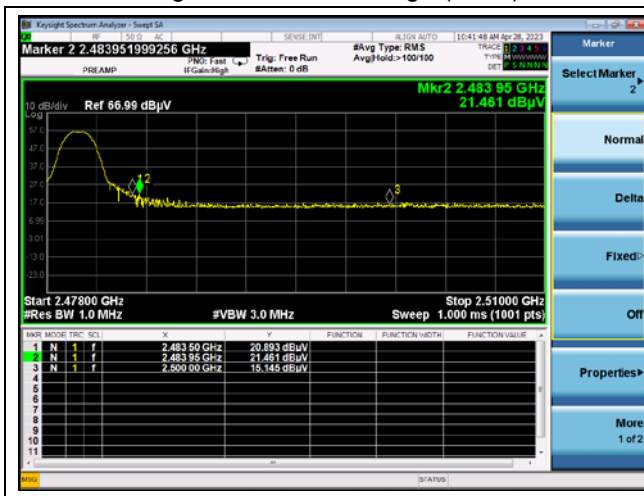 Keysight Spectrum Analyzer - Swept SA
RF 50 Ω AC SENSE:INT ALIGN AUTO 10:41:48 AM Apr 28, 2023
Marker 2 2.483951999256 GHz
PREAMP
PNO: Fast
IFGain:High
Trig: Free Run
#Atten: 0 dB
#Avg Type: RMS
Avg|Hold:>100/100
TRACE 1 2 3 4 5 6
TYPE M W W W W W
DET P S N N N N
Mkr2 2.483 95 GHz
21.461 dBµV
10 dB/div Ref 66.99 dBµV
Log
57.0
47.0
37.0
27.0
17.0
6.99
-3.01
-13.0
-23.0
1 2
3
Start 2.47800 GHz Stop 2.51000 GHz
#Res BW 1.0 MHz #VBW 3.0 MHz Sweep 1.000 ms (1001 pts)
MKR MODE TRC SCL X Y FUNCTION FUNCTION WIDTH FUNCTION VALUE
1 N 1 f 2.483 50 GHz 20.893 dBµV
2 N 1 f 2.483 95 GHz 21.461 dBµV
3 N 1 f 2.500 00 GHz 15.145 dBµV
4
5
6
7
8
9
10
11
MSG STATUS
Marker
Select Marker
2
Normal
Delta
Fixed
Off
Properties
More
1 of 2